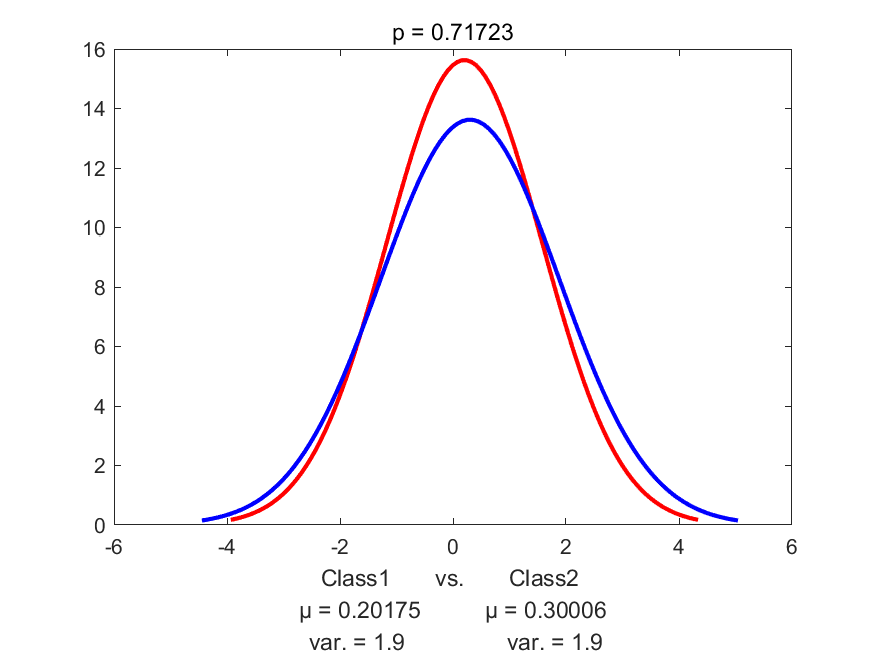 p = 0.71723
16
14
12
10
8
6
4
2
0
-6 -4 -2 0 2 4 6
Class1 vs. Class2
μ = 0.20175 μ = 0.30006
var. = 1.9 var. = 1.9